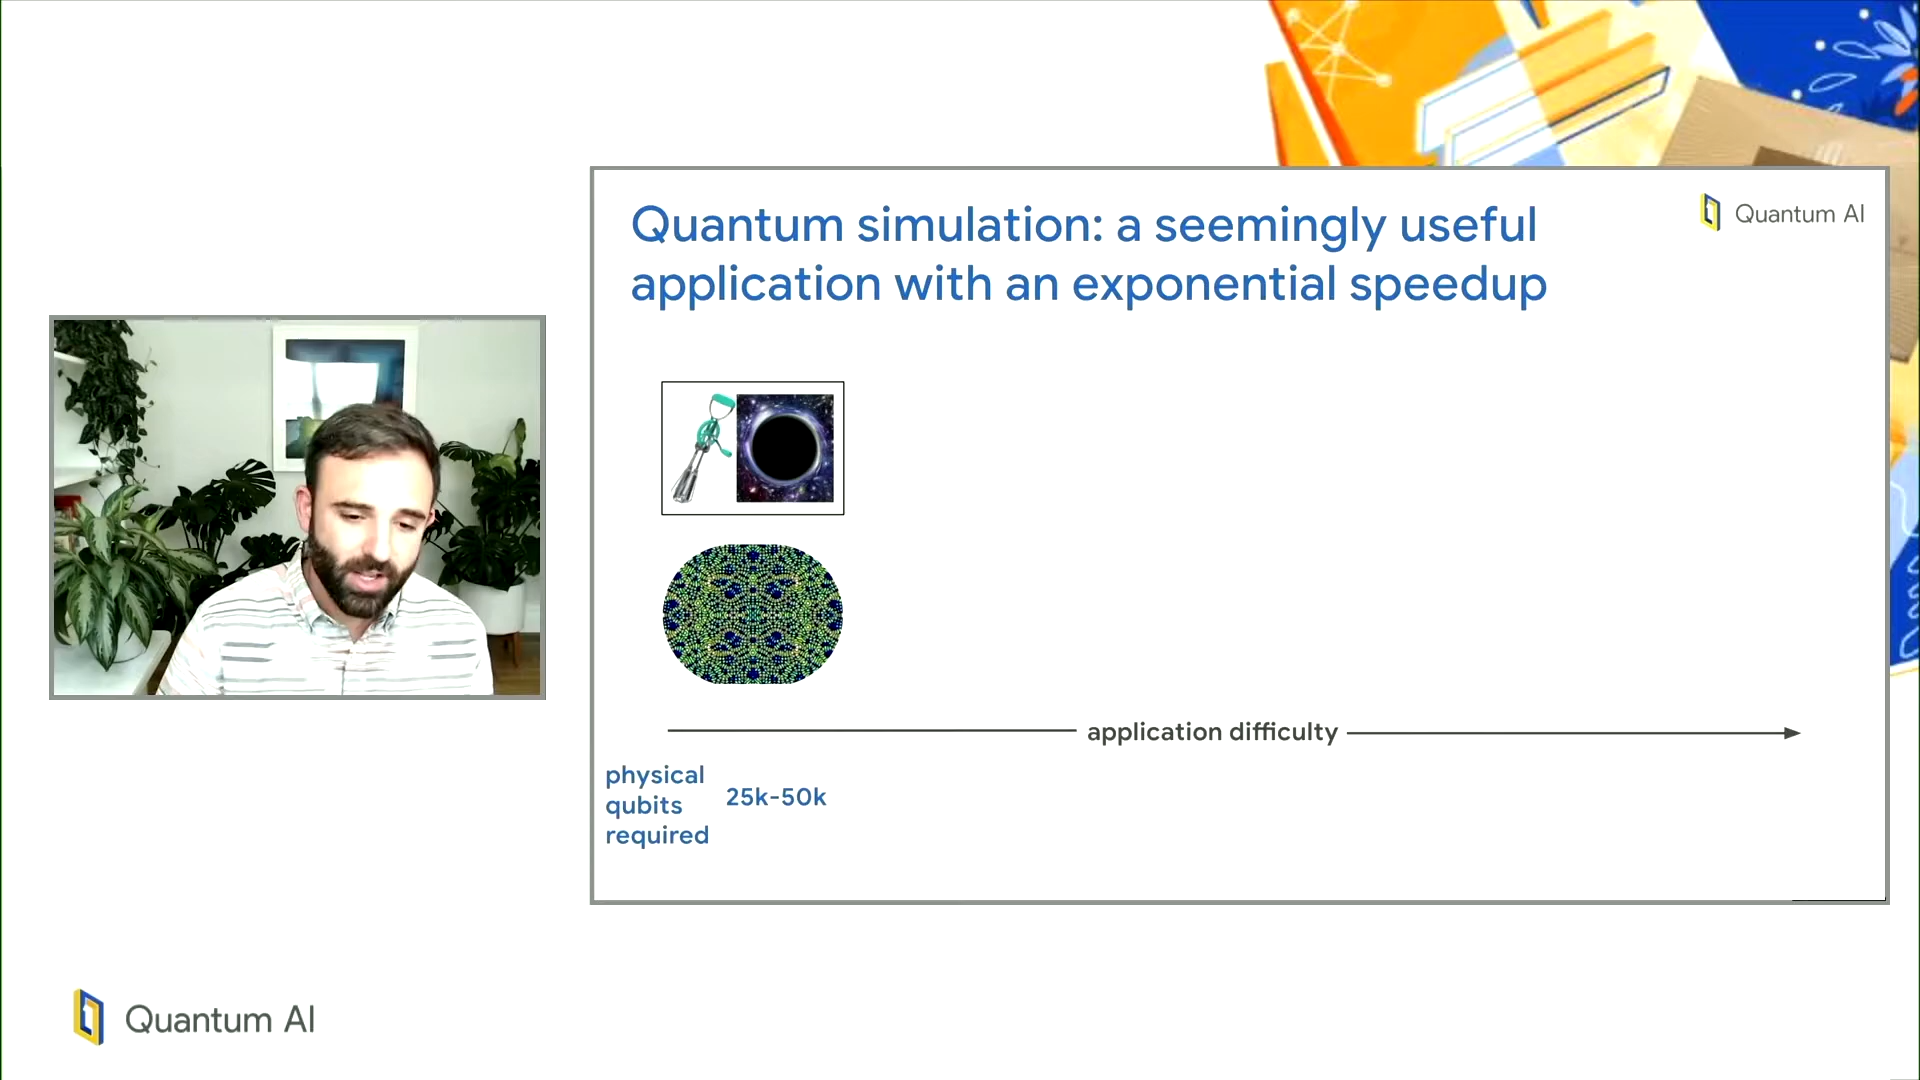 Quantum simulation: a seemingly useful
application with an exponential speedup
Quantum AI
application difficulty
physical
qubits
required
25k-50k
Quantum AI